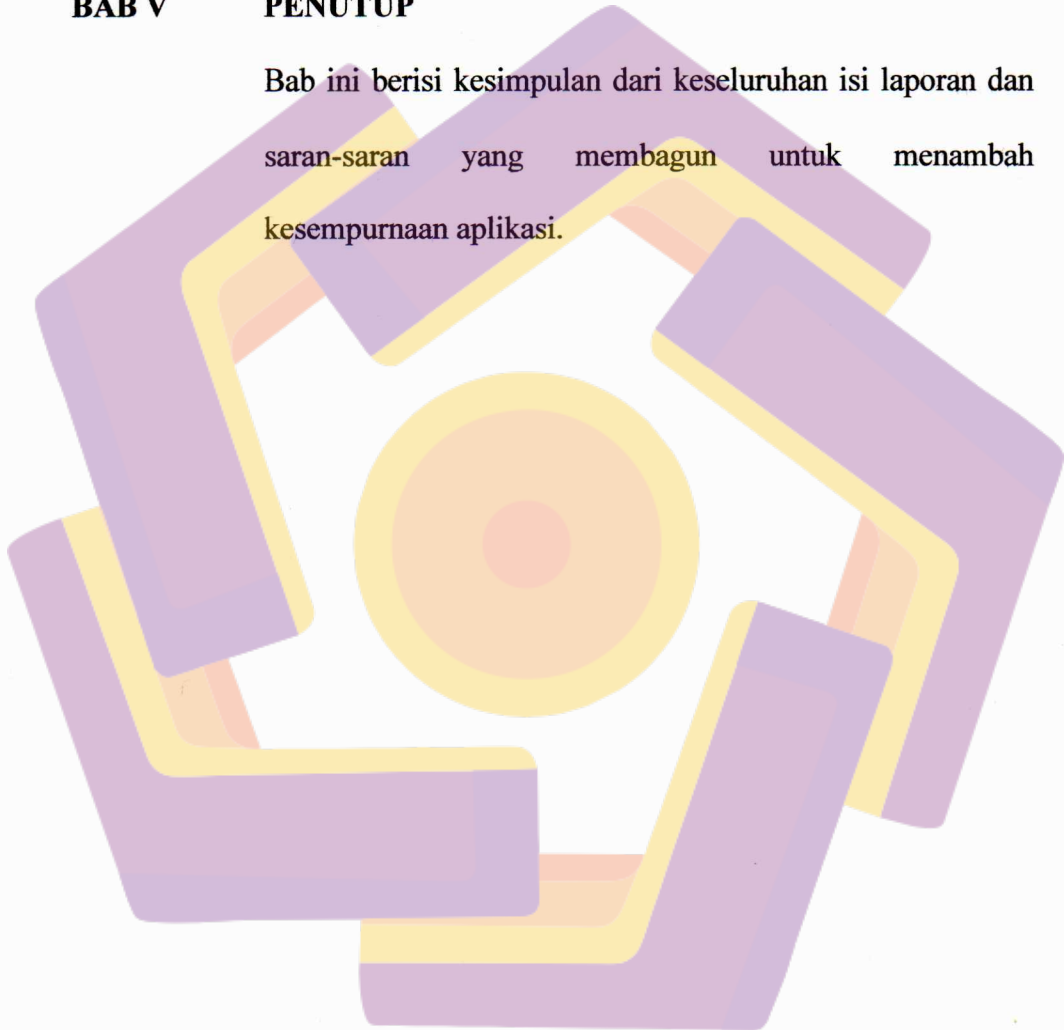 BAB V PENUTUP
Bab ini berisi kesimpulan dari keseluruhan isi laporan dan
saran-saran yang membagun untuk menambah
kesempurnaan aplikasi.